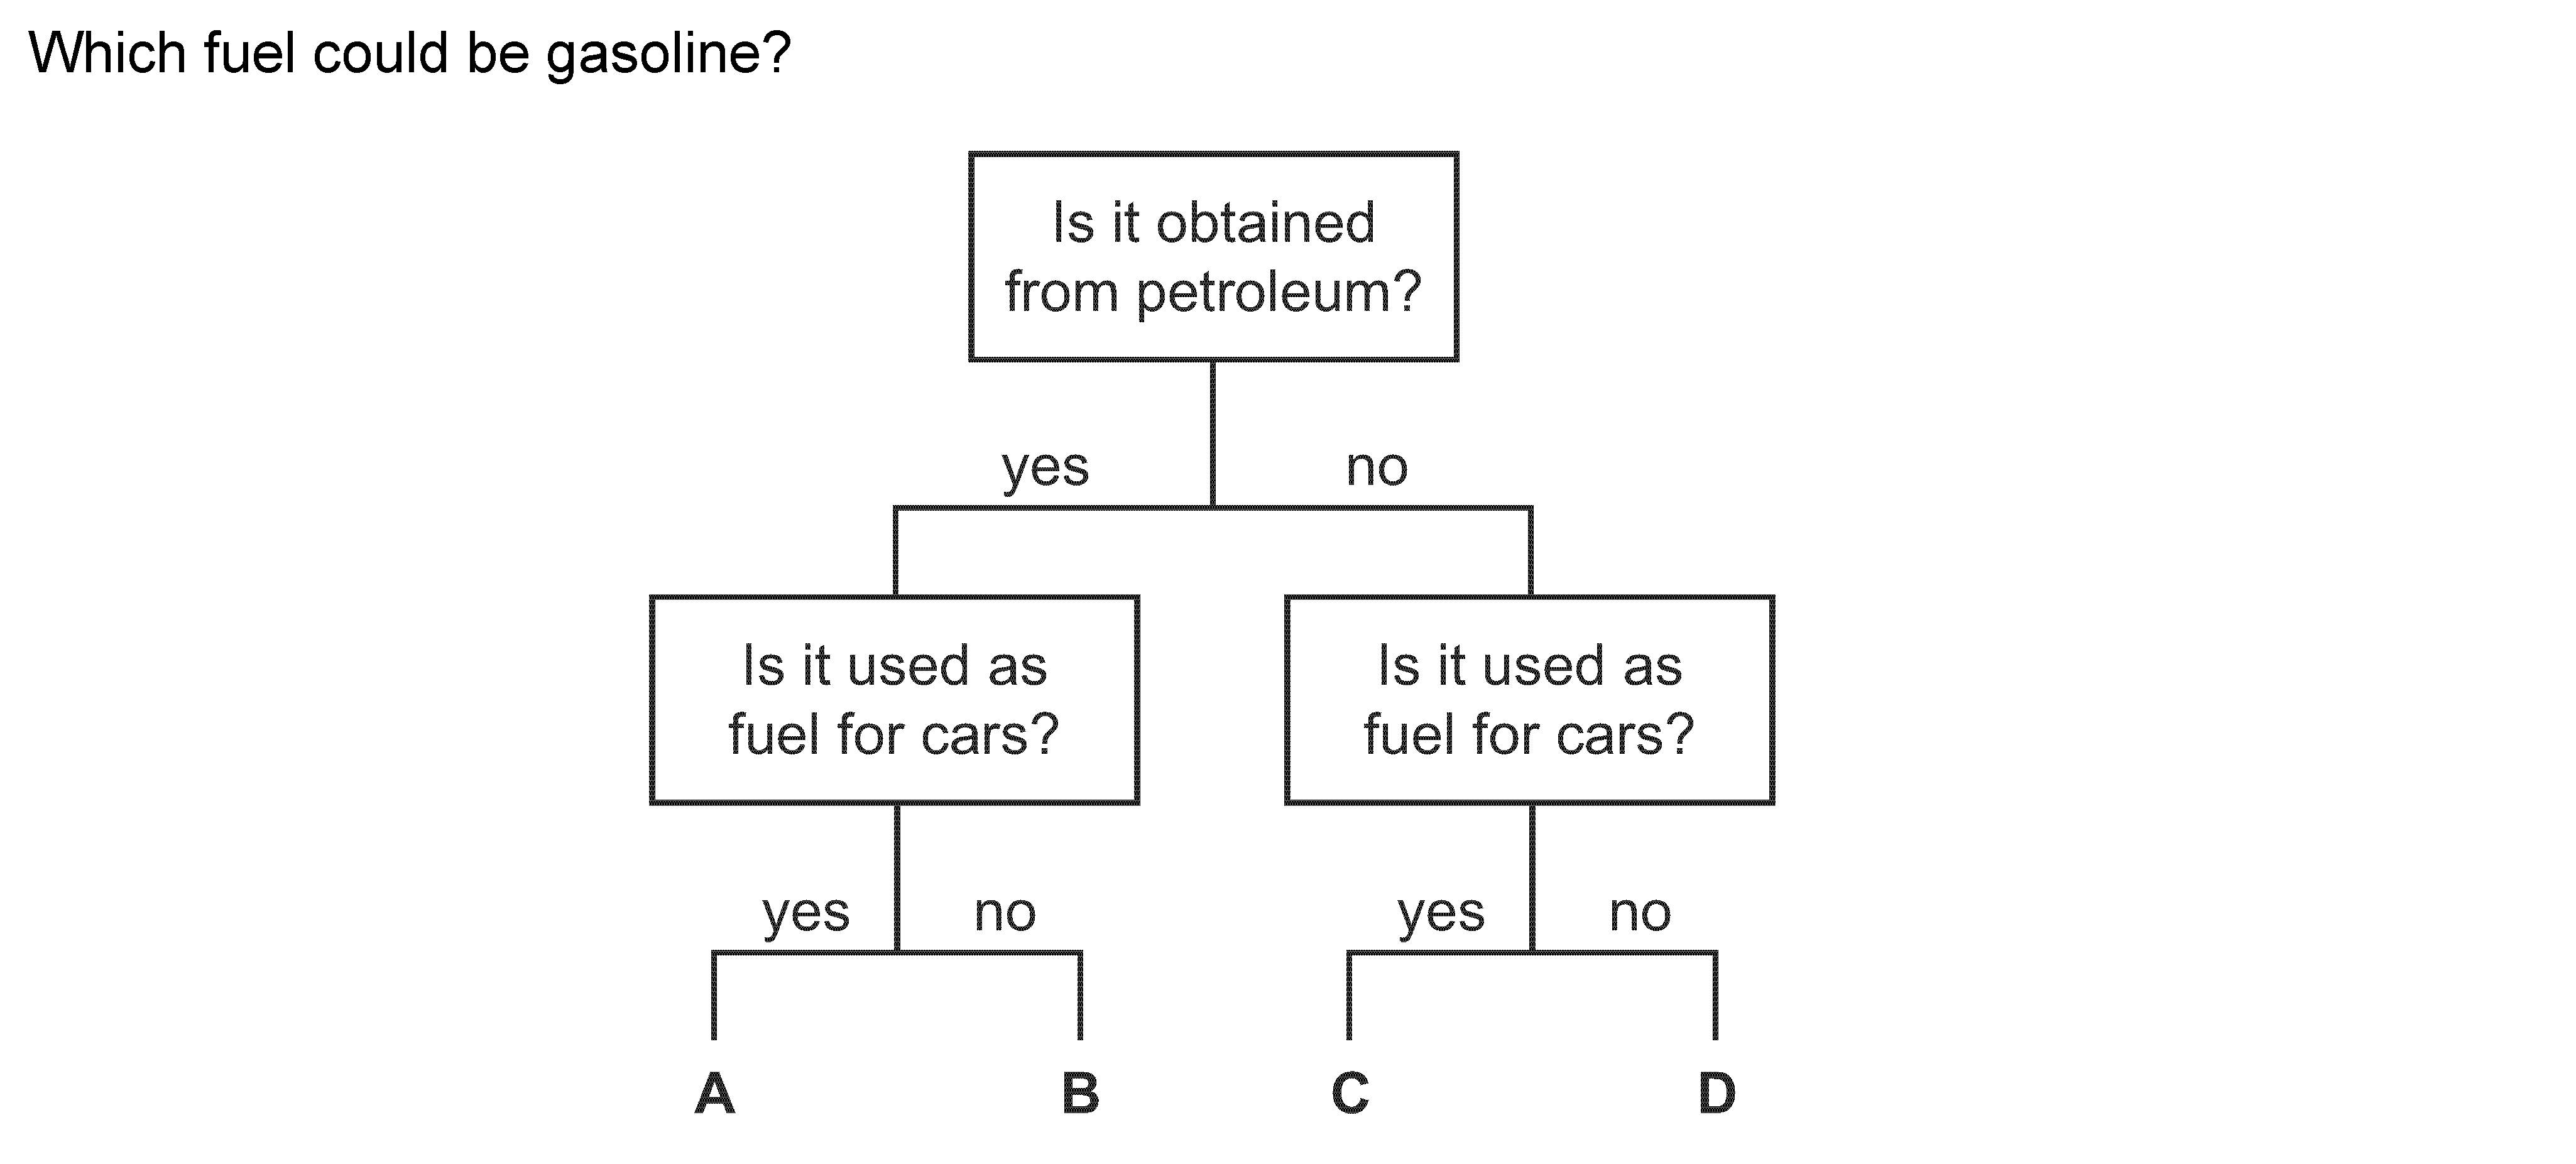 Which fuel could be gasoline?
Is it obtained
from petroleum?
yes
no
Is it used as
fuel for cars?
Is it used as
fuel for cars?
yes
no
yes
no
A
B
C
D